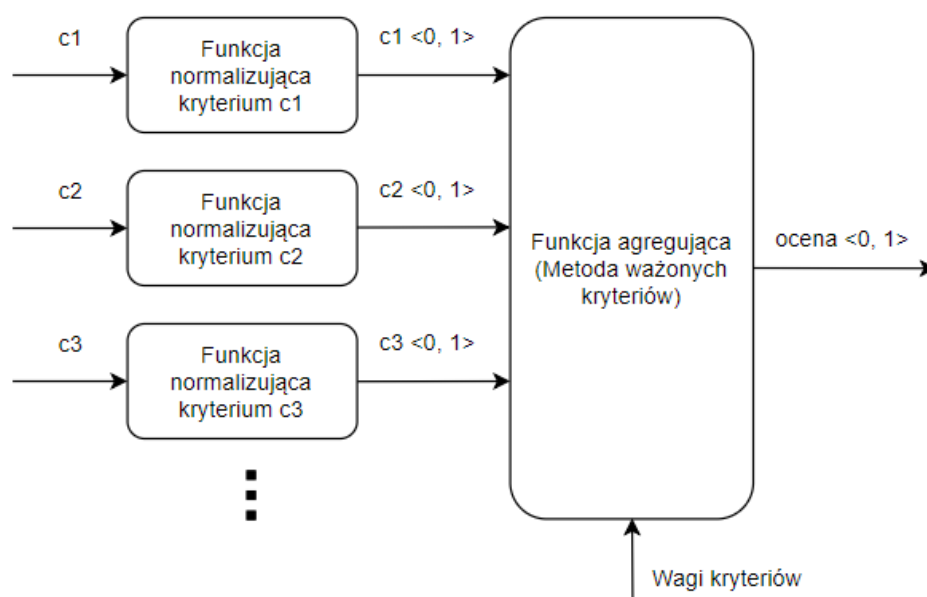 c1
Funkcja
normalizująca
kryterium c1
c1 <0, 1>
c2
Funkcja
normalizująca
kryterium c2
c2 <0, 1>
c3
Funkcja
normalizująca
kryterium c3
c3 <0, 1>
Funkcja agregująca
(Metoda ważonych
kryteriów)
ocena <0, 1>
Wagi kryteriów